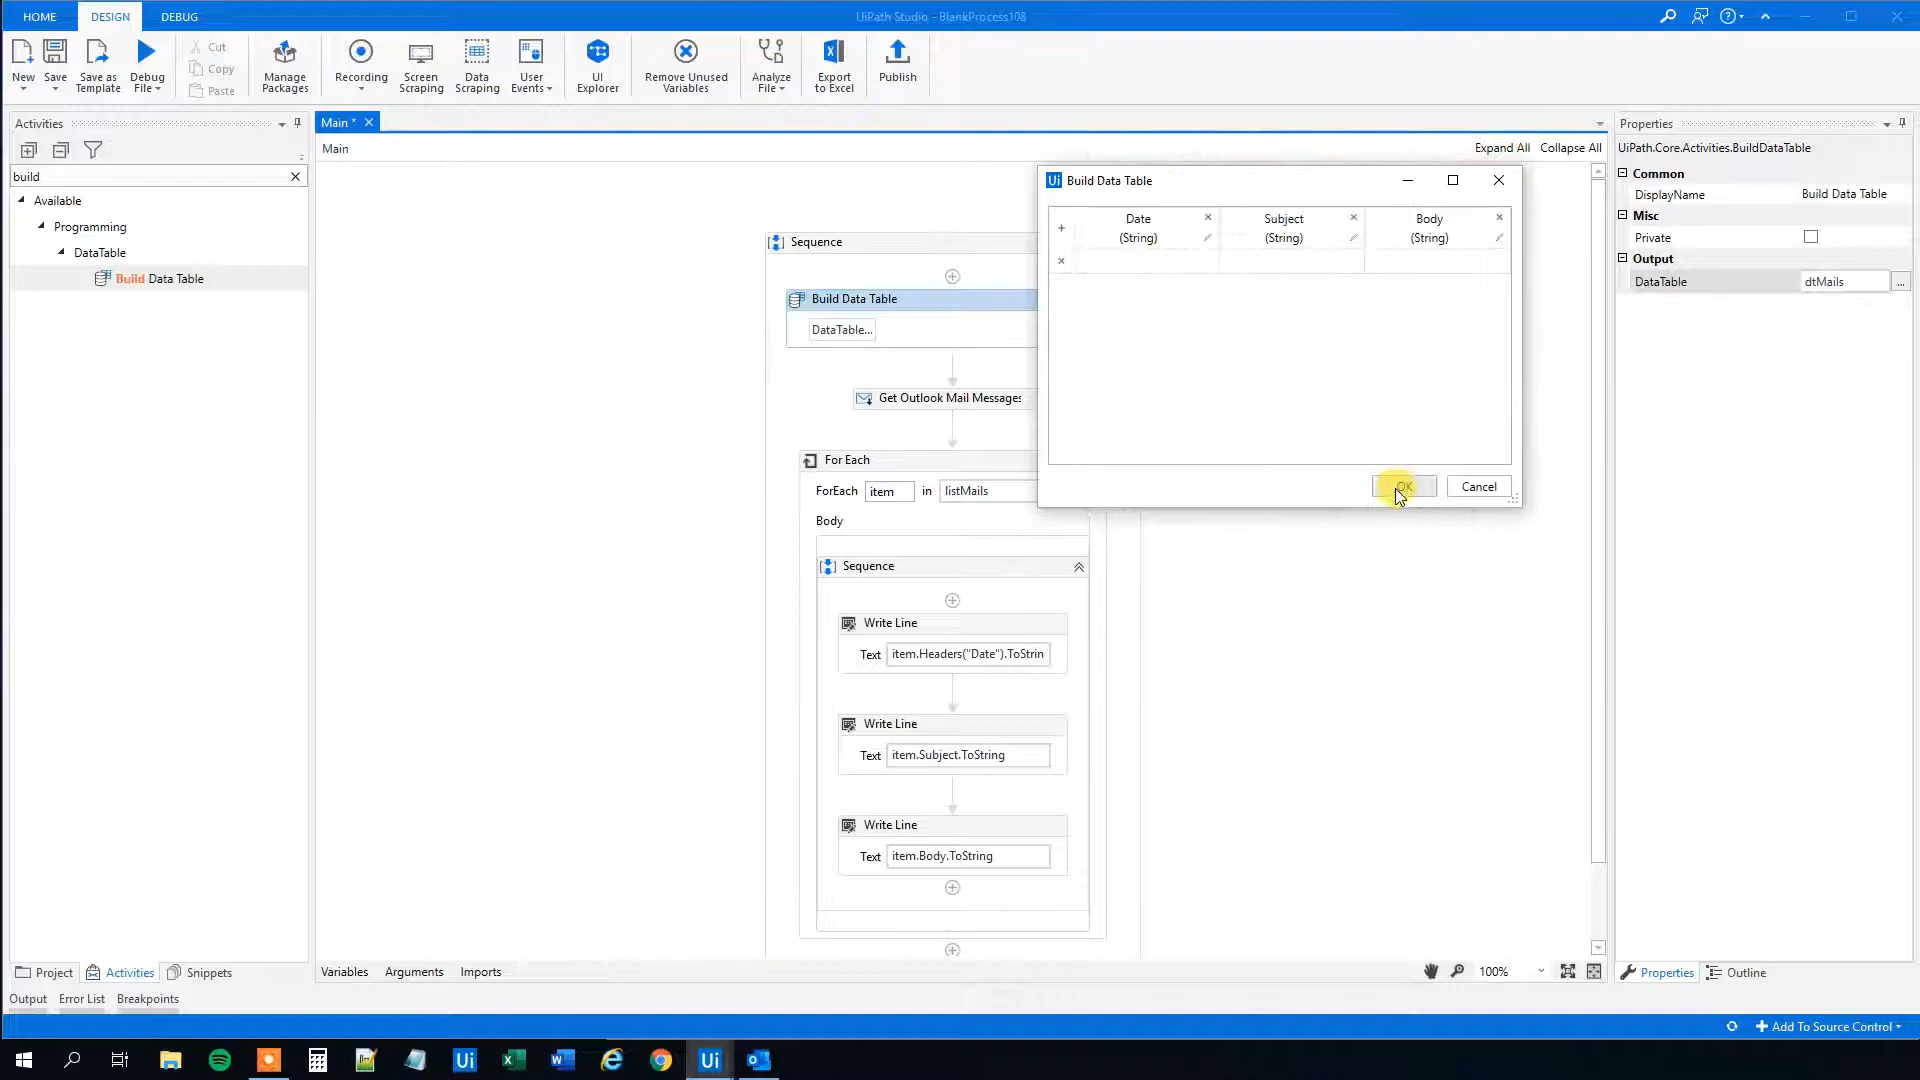 HOME
DESIGN
DEBUG
UiPath Studio - BlankProcess108
New
Save
Save as
Template
Debug
File
Cut
Copy
Paste
Manage
Packages
Recording
Screen
Scraping
Data
Scraping
User
Events
UI
Explorer
Remove Unused
Variables
Analyze
File
Export
to Excel
Publish
Activities
build
Available
Programming
DataTable
Build Data Table
Main *
Main
Expand All
Collapse All
Sequence
Build Data Table
DataTable...
Get Outlook Mail Messages
For Each
ForEach item in listMails
Body
Sequence
Write Line
Text item.Headers("Date").ToStrin
Write Line
Text item.Subject.ToString
Write Line
Text item.Body.ToString
Ui Build Data Table
Date
(String)
Subject
(String)
Body
(String)
OK
Cancel
Properties
UiPath.Core.Activities.BuildDataTable
Common
DisplayName Build Data Table
Misc
Private
Output
DataTable dtMails ...
Project
Activities
Snippets
Variables
Arguments
Imports
100%
Properties
Outline
Output
Error List
Breakpoints
Add To Source Control
Ui
Ui